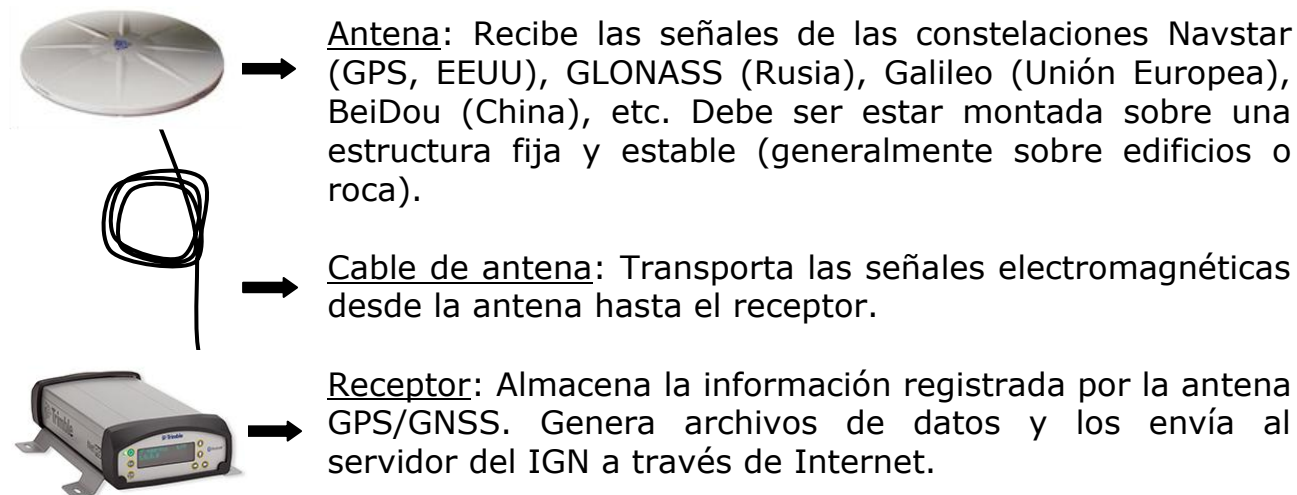 Antena: Recibe las señales de las constelaciones Navstar
(GPS, EEUU), GLONASS (Rusia), Galileo (Unión Europea),
BeiDou (China), etc. Debe ser estar montada sobre una
estructura fija y estable (generalmente sobre edificios o
roca).
Cable de antena: Transporta las señales electromagnéticas
desde la antena hasta el receptor.
Receptor: Almacena la información registrada por la antena
GPS/GNSS. Genera archivos de datos y los envía al
servidor del IGN a través de Internet.
Trimble
Trimble